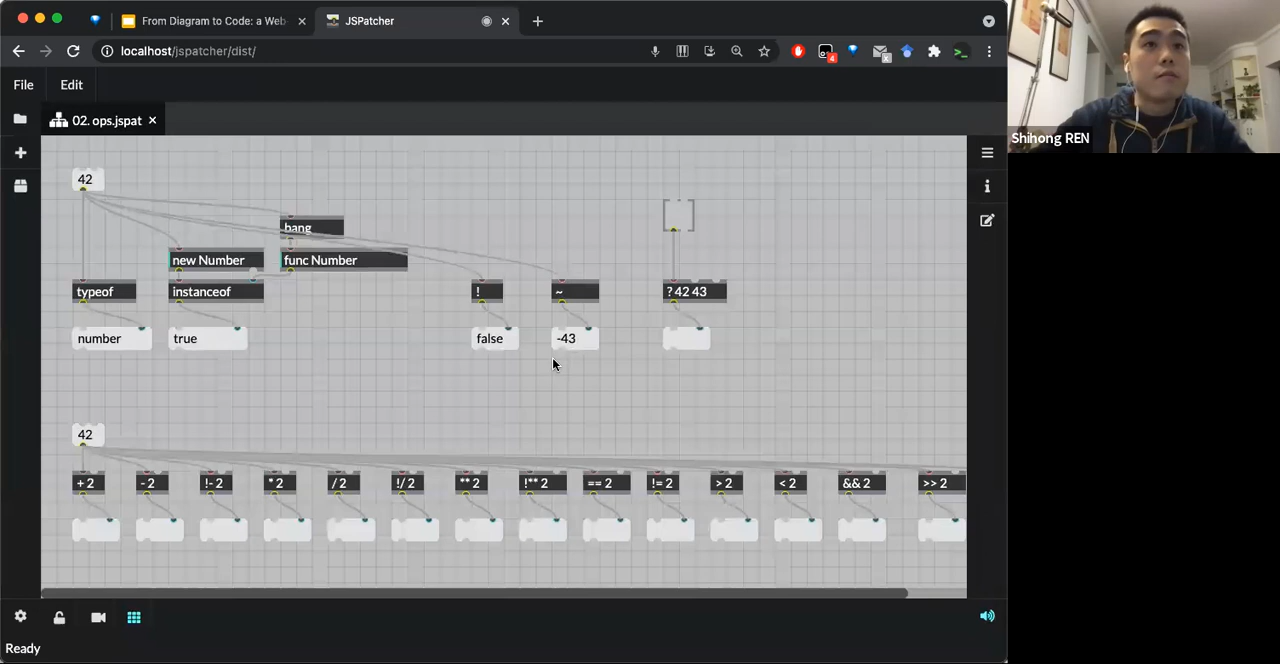 From Diagram to Code: a Web
JSPatcher
localhost/jspatcher/dist/
4
x
>_
File
Edit
02. ops.jspat
42
bang
new Number
func Number
typeof
instanceof
!
~
? 42 43
number
true
false
-43
42
+ 2
- 2
!- 2
* 2
/ 2
!/ 2
** 2
!** 2
== 2
!= 2
> 2
< 2
&& 2
>> 2
Ready
Shihong REN